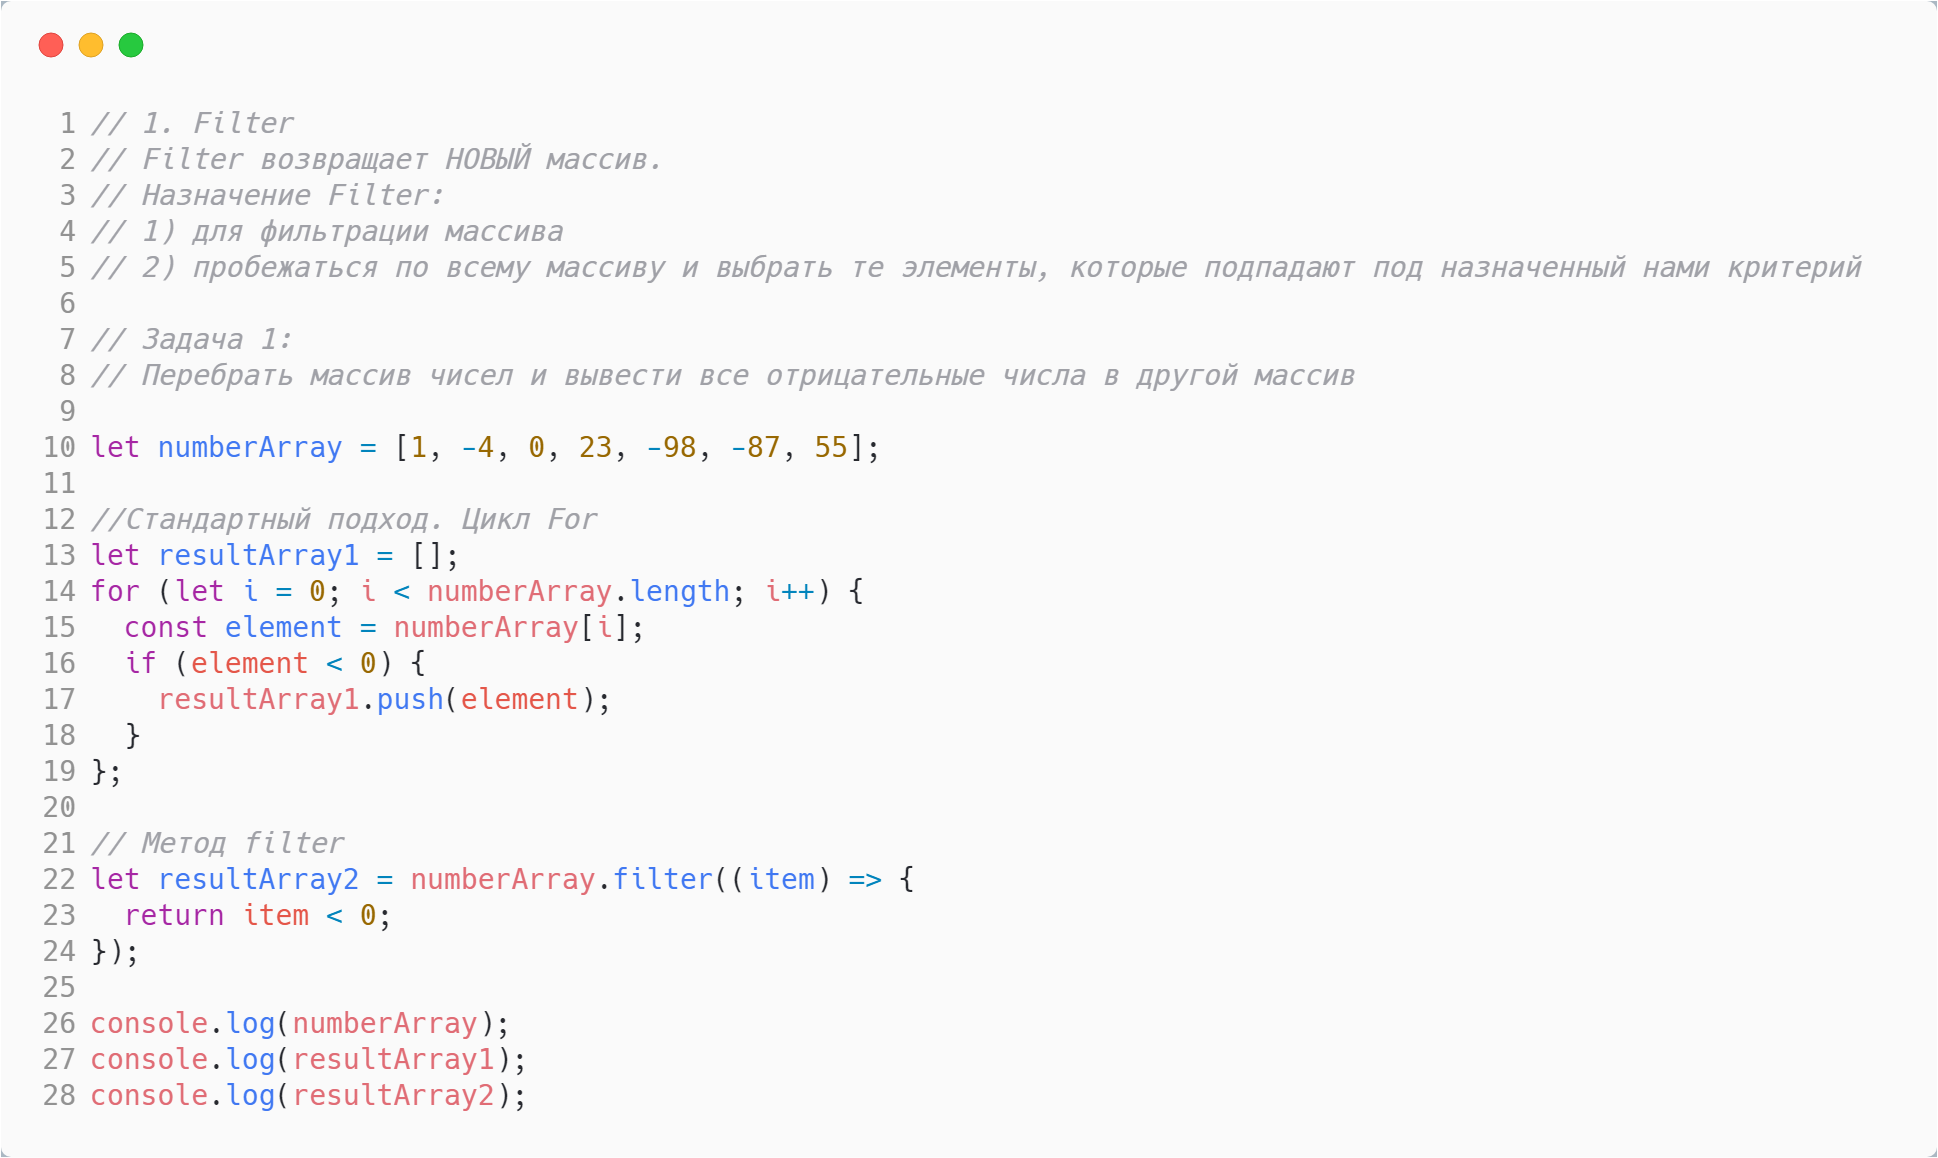 1 // 1. Filter
2 // Filter возвращает НОВЫЙ массив.
3 // Назначение Filter:
4 // 1) для фильтрации массива
5 // 2) пробежаться по всему массиву и выбрать те элементы, которые подпадают под назначенный нами критерий
6
7 // Задача 1:
8 // Перебрать массив чисел и вывести все отрицательные числа в другой массив
9
10 let numberArray = [1, -4, 0, 23, -98, -87, 55];
11
12 //Стандартный подход. Цикл For
13 let resultArray1 = [];
14 for (let i = 0; i < numberArray.length; i++) {
15   const element = numberArray[i];
16   if (element < 0) {
17     resultArray1.push(element);
18   }
19 };
20
21 // Метод filter
22 let resultArray2 = numberArray.filter((item) => {
23   return item < 0;
24 });
25
26 console.log(numberArray);
27 console.log(resultArray1);
28 console.log(resultArray2);